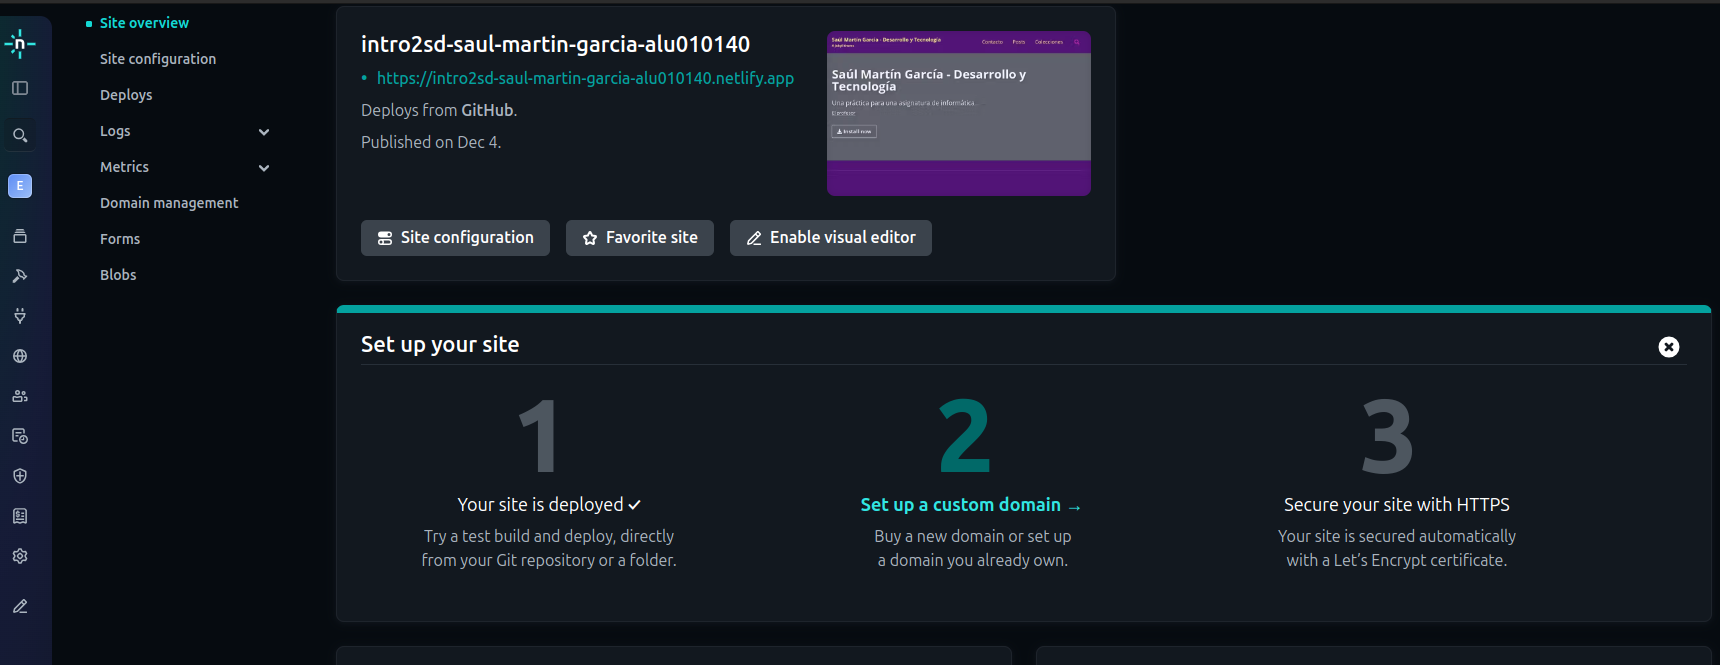 Site overview
Site configuration
Deploys
Logs
Metrics
Domain management
Forms
Blobs
E
intro2sd-saul-martin-garcia-alu010140
https://intro2sd-saul-martin-garcia-alu010140.netlify.app
Deploys from GitHub.
Published on Dec 4.
Saúl Martín García - Desarrollo y Tecnología
Contacto Posts Colecciones
Saúl Martín García - Desarrollo y
Tecnología
Una práctica para una asignatura de informática.
Install now
Site configuration
Favorite site
Enable visual editor
Set up your site
1
Your site is deployed ✓
Try a test build and deploy, directly
from your Git repository or a folder.
2
Set up a custom domain →
Buy a new domain or set up
a domain you already own.
3
Secure your site with HTTPS
Your site is secured automatically
with a Let’s Encrypt certificate.